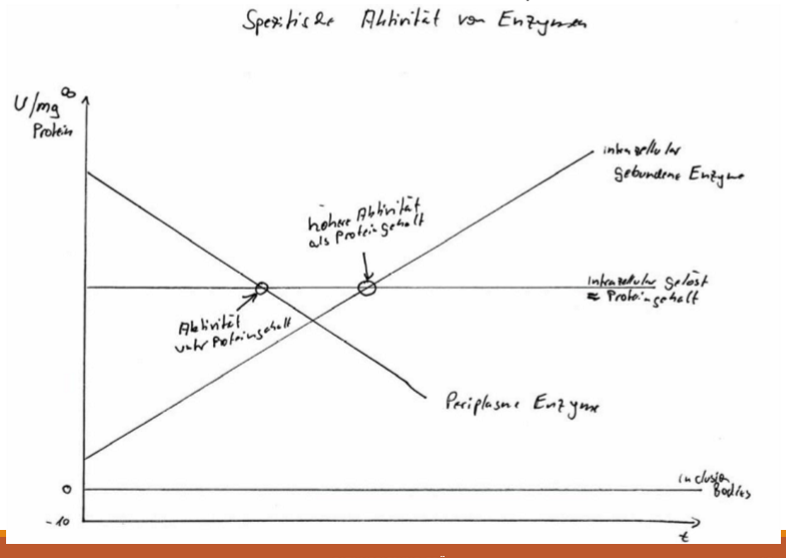 Spezifische Aktivität von Enzymen
U/mg
Protein
∞
höhere Aktivität
als Proteingehalt
intrazellular
gebundene Enzyme
intrazellular gelöst
≈ Proteingehalt
Aktivität
unter Proteingehalt
Periplasme Enzyme
inclusion
Bodies
0
-10
t